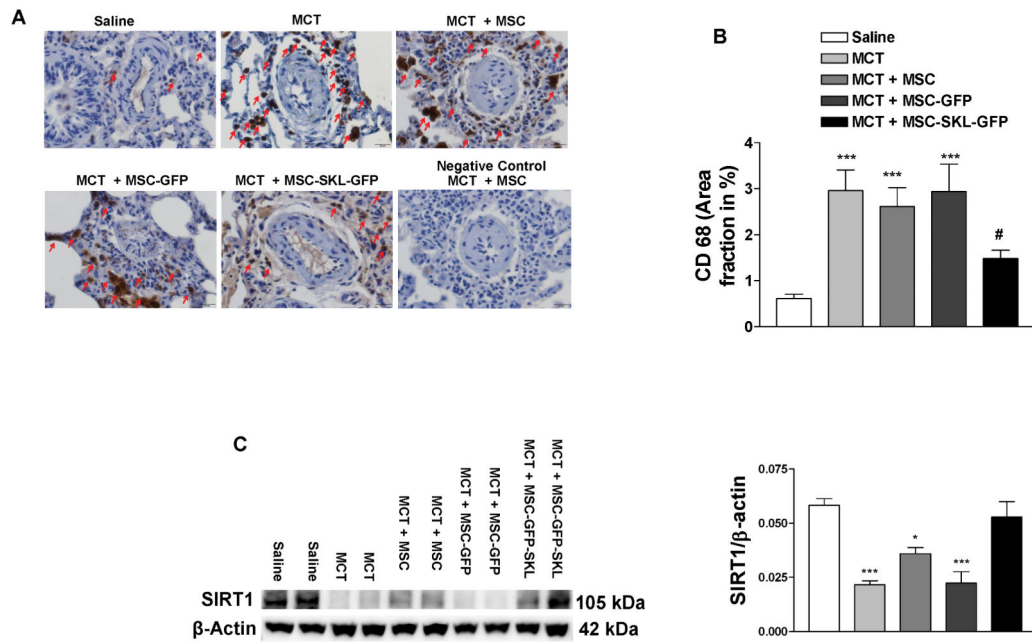 A
Saline
MCT
MCT + MSC
MCT + MSC-GFP
MCT + MSC-SKL-GFP
Negative Control
MCT + MSC
B
Saline
MCT
MCT + MSC
MCT + MSC-GFP
MCT + MSC-SKL-GFP
CD 68 (Area
fraction in %)
4
3
2
1
0
***
***
***
#
C
Saline
Saline
MCT
MCT
MCT + MSC
MCT + MSC
MCT + MSC-GFP
MCT + MSC-GFP
MCT + MSC-GFP-SKL
MCT + MSC-GFP-SKL
SIRT1
105 kDa
β-Actin
42 kDa
SIRT1/β-actin
0.075
0.050
0.025
0.000
***
*
***